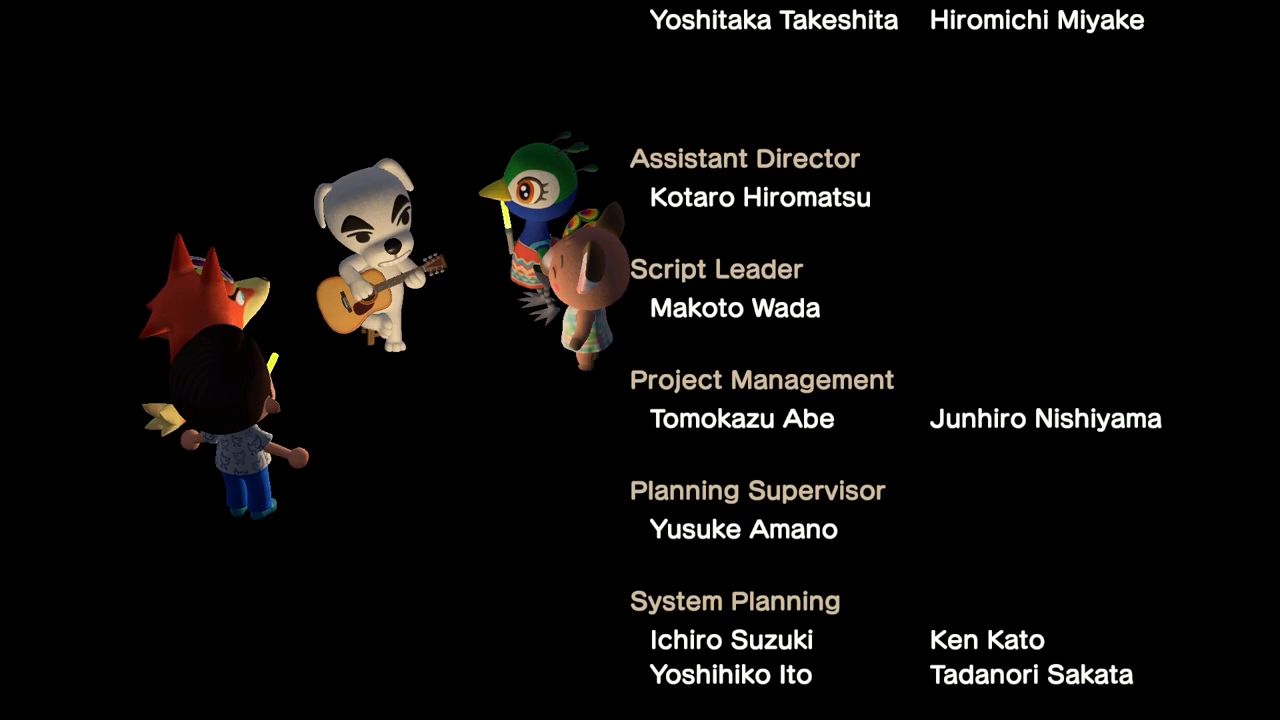 Yoshitaka Takeshita Hiromichi Miyake
Assistant Director
Kotaro Hiromatsu
Script Leader
Makoto Wada
Project Management
Tomokazu Abe Junhiro Nishiyama
Planning Supervisor
Yusuke Amano
System Planning
Ichiro Suzuki Ken Kato
Yoshihiko Ito Tadanori Sakata